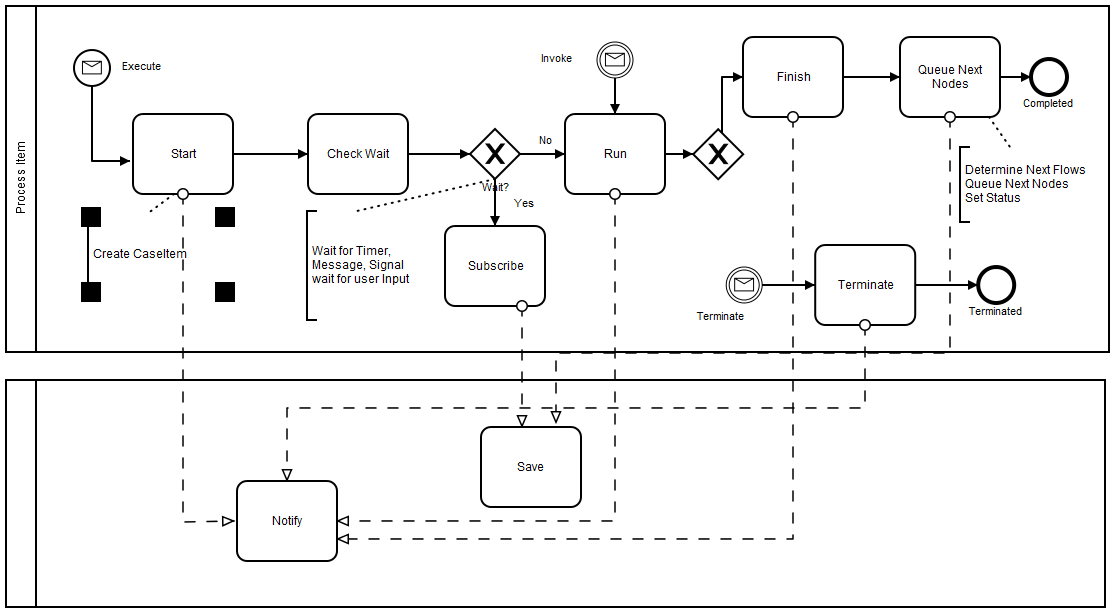 Process Item
Execute
Invoke
Start
Check Wait
Wait?
No
Yes
Run
Finish
Queue Next
Nodes
Completed
Create CaseItem
Wait for Timer,
Message, Signal
wait for user Input
Subscribe
Determine Next Flows
Queue Next Nodes
Set Status
Terminate
Terminate
Terminated
Save
Notify